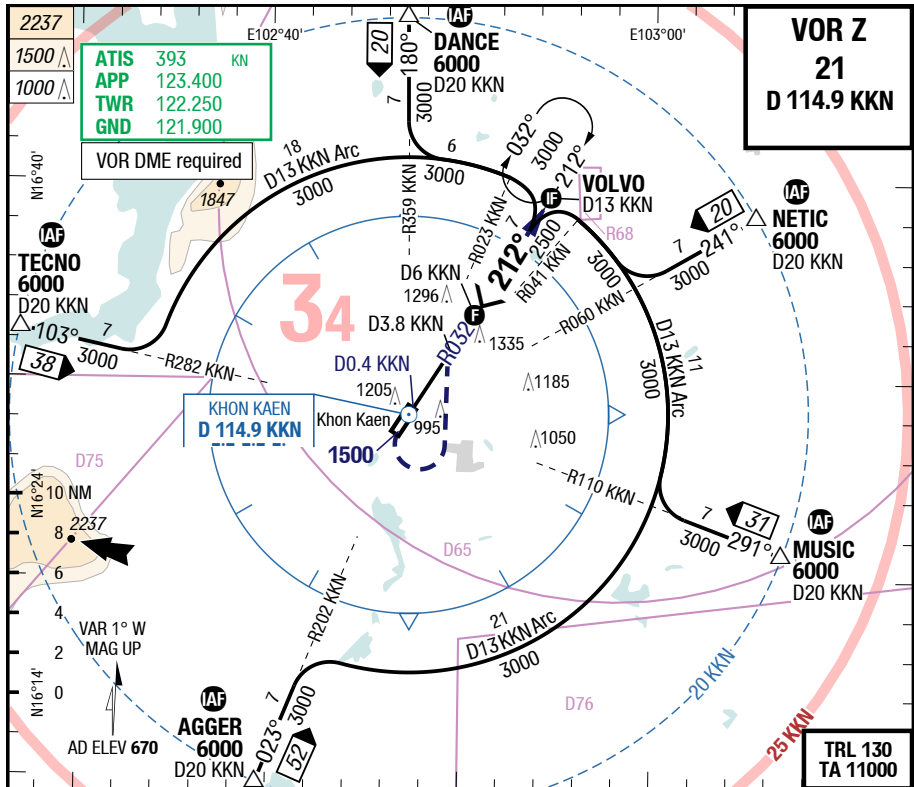 2237
1500
1000
ATIS 393 KN
APP 123.400
TWR 122.250
GND 121.900
VOR DME required
E102°40'
E103°00'
VOR Z
21
D 114.9 KKN
IAF
DANCE
6000
D20 KKN
20
180°
7
3000
6
3000
18
D13 KKN Arc
3000
1847
N16°40'
032°
3000
212°
IF
VOLVO
D13 KKN
R68
IAF
NETIC
6000
D20 KKN
20
241°
7
3000
R060 KKN
IAF
TECNO
6000
D20 KKN
103°
7
3000
38
R282 KKN
R359 KKN
R023 KKN
7
212°
2500
R041 KKN
3000
34
D6 KKN
1296
F
D3.8 KKN
1335
R032
D0.4 KKN
1205
1185
KHON KAEN
D 114.9 KKN
Khon Kaen
995
1500
1050
11
D13 KKN Arc
3000
R110 KKN
31
7
291°
3000
IAF
MUSIC
6000
D20 KKN
D75
N16°24'
10 NM
8
6
4
2
0
2237
D65
R202 KKN
21
D13 KKN Arc
3000
D76
20 KKN
25 KKN
VAR 1° W
MAG UP
N16°14'
AD ELEV 670
IAF
AGGER
6000
D20 KKN
023°
7
3000
52
TRL 130
TA 11000